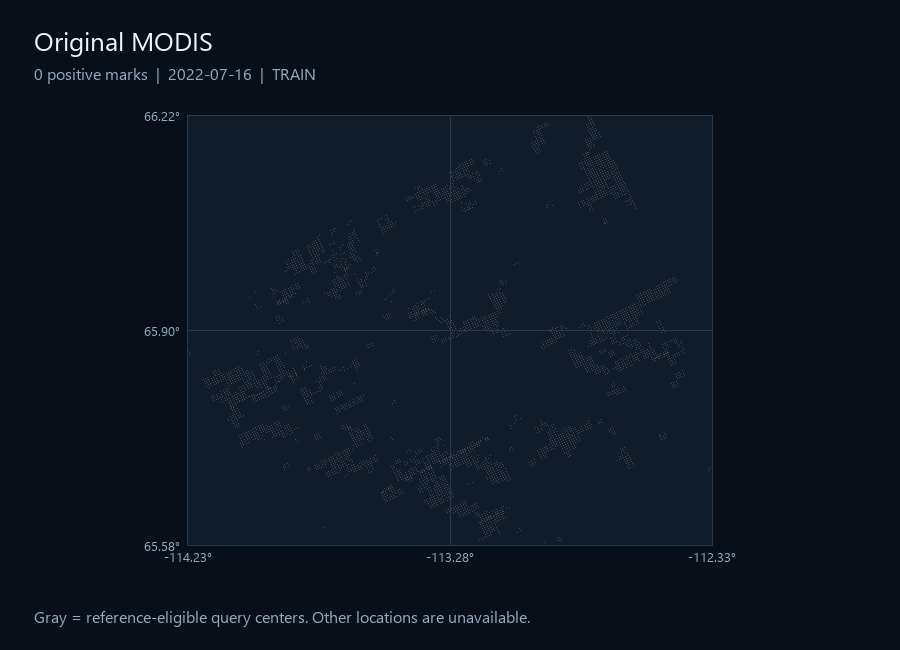 Original MODIS
0 positive marks | 2022-07-16 | TRAIN
66.22°
65.90°
65.58°
-114.23°
-113.28°
-112.33°
Gray = reference-eligible query centers. Other locations are unavailable.